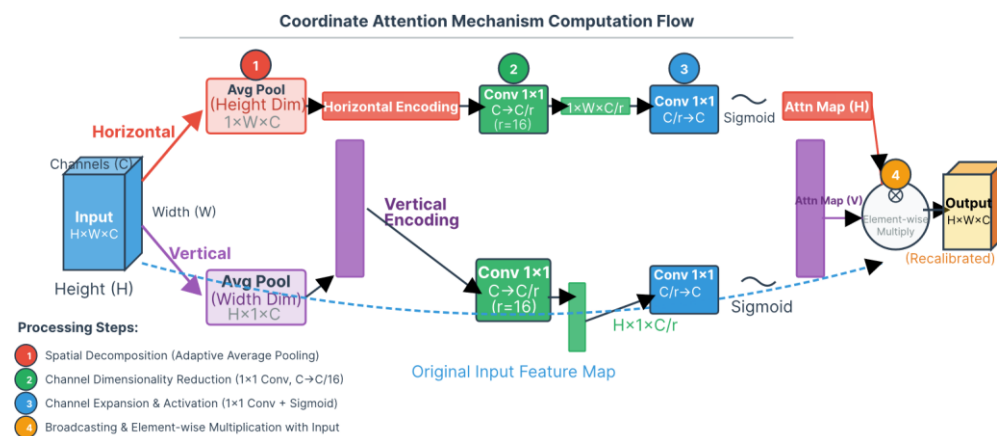 Coordinate Attention Mechanism Computation Flow
1
2
3
Avg Pool
(Height Dim)
1×W×C
Horizontal Encoding
Conv 1×1
C→C/r
(r=16)
1×W×C/r
Conv 1×1
C/r→C
Sigmoid
Attn Map (H)
Horizontal
Channels (C)
Input
H×W×C
Width (W)
Vertical
Height (H)
Vertical
Encoding
Attn Map (V)
4
⊗
Element-wise
Multiply
Output
H×W×C
(Recalibrated)
Avg Pool
(Width Dim)
H×1×C
Conv 1×1
C→C/r
(r=16)
H×1×C/r
Conv 1×1
C/r→C
Sigmoid
Original Input Feature Map
Processing Steps:
1 Spatial Decomposition (Adaptive Average Pooling)
2 Channel Dimensionality Reduction (1×1 Conv, C→C/16)
3 Channel Expansion & Activation (1×1 Conv + Sigmoid)
4 Broadcasting & Element-wise Multiplication with Input